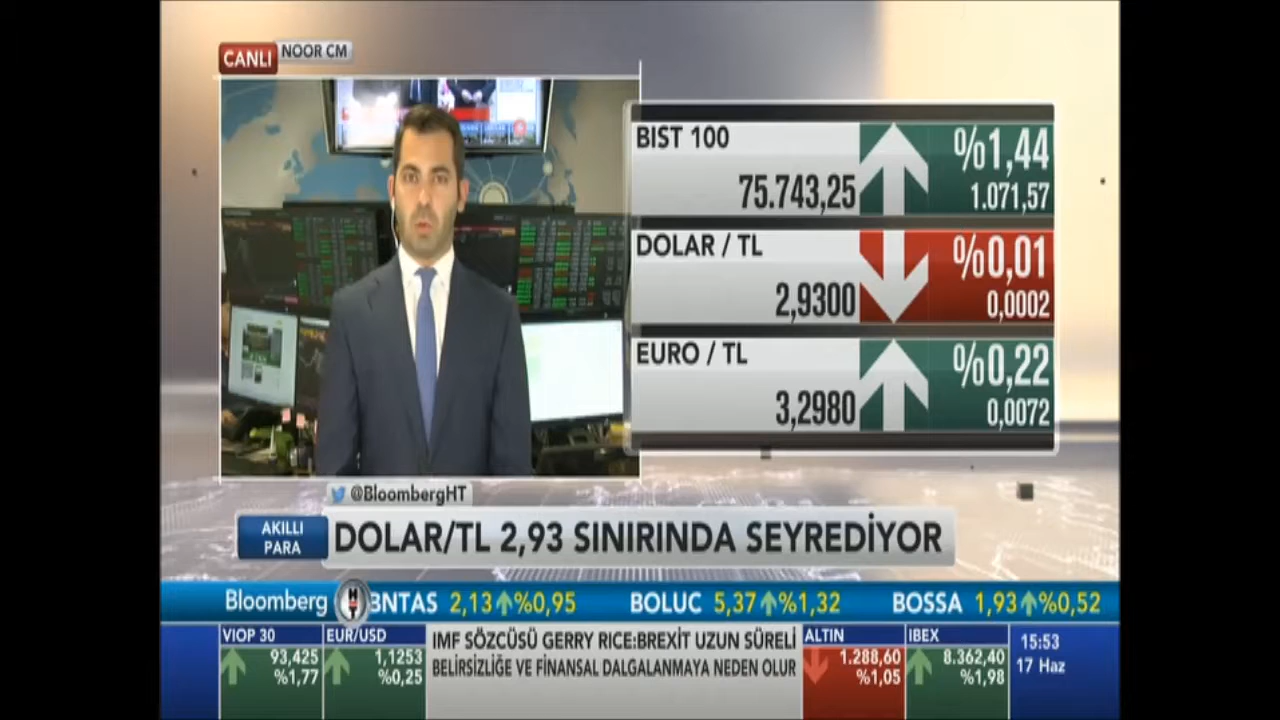 CANLI NOOR CM
BIST 100
%1,44
75.743,25
1.071,57
DOLAR / TL
%0,01
2,9300
0,0002
EURO / TL
%0,22
3,2980
0,0072
@BloombergHT
AKILLI
PARA
DOLAR/TL 2,93 SINIRINDA SEYREDİYOR
Bloomberg HT BNTAS 2,13 %0,95 BOLUC 5,37 %1,32 BOSSA 1,93 %0,52
VIOP 30
93,425
%1,77
EUR/USD
1,1253
%0,25
IMF SÖZCÜSÜ GERRY RICE:BREXİT UZUN SÜRELİ
BELİRSİZLİĞE VE FİNANSAL DALGALANMAYA NEDEN OLUR
ALTIN
1.288,60
%1,05
IBEX
8.362,40
%1,98
15:53
17 Haz